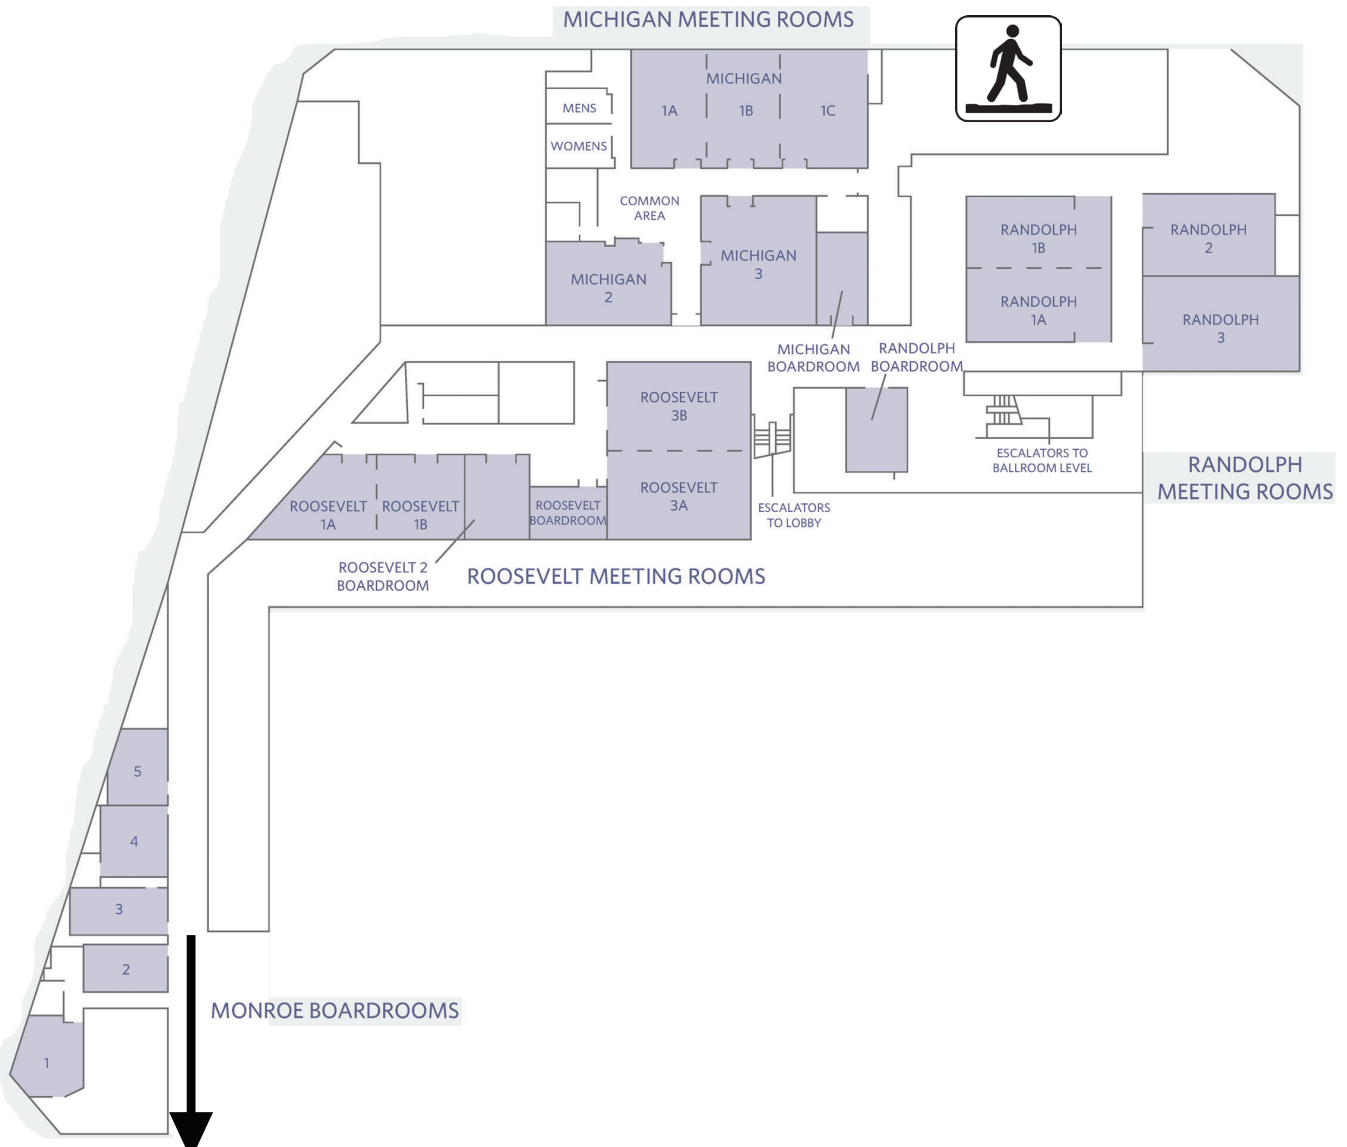 MICHIGAN MEETING ROOMS
MICHIGAN
1A
1B
1C
MENS
WOMENS
COMMON
AREA
MICHIGAN
2
MICHIGAN
3
RANDOLPH
1B
RANDOLPH
1A
RANDOLPH
2
RANDOLPH
3
MICHIGAN
BOARDROOM
RANDOLPH
BOARDROOM
ROOSEVELT
3B
ROOSEVELT
3A
ROOSEVELT
1A
ROOSEVELT
1B
ROOSEVELT
BOARDROOM
ESCALATORS
TO LOBBY
ESCALATORS TO
BALLROOM LEVEL
RANDOLPH
MEETING ROOMS
ROOSEVELT 2
BOARDROOM
ROOSEVELT MEETING ROOMS
5
4
3
2
1
MONROE BOARDROOMS